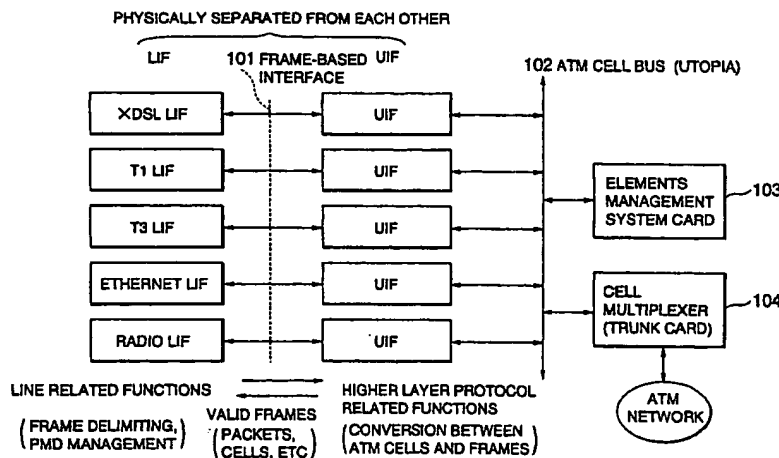 PHYSICALLY SEPARATED FROM EACH OTHER
LIF
UIF
101 FRAME-BASED
INTERFACE
102 ATM CELL BUS (UTOPIA)
XDSL LIF
UIF
T1 LIF
UIF
T3 LIF
UIF
ETHERNET LIF
UIF
RADIO LIF
UIF
ELEMENTS
MANAGEMENT
SYSTEM CARD
103
CELL
MULTIPLEXER
(TRUNK CARD)
104
ATM
NETWORK
LINE RELATED FUNCTIONS
(FRAME DELIMITING,
PMD MANAGEMENT)
VALID FRAMES
(PACKETS,
CELLS, ETC)
HIGHER LAYER PROTOCOL
RELATED FUNCTIONS
(CONVERSION BETWEEN
ATM CELLS AND FRAMES)